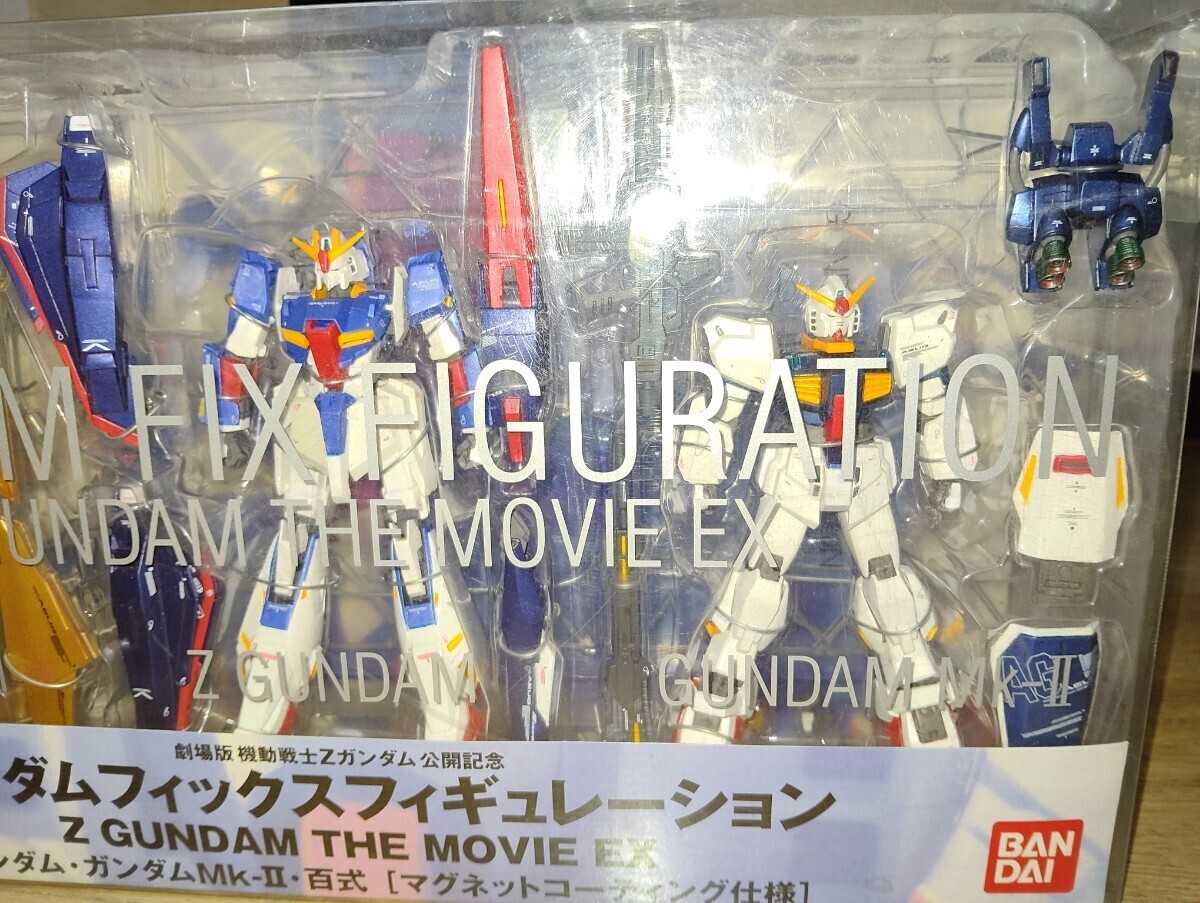 M FIX FIGURATION
UNDAM THE MOVIE EX
Z GUNDAM
GUNDAM Mk-II
劇場版 機動戦士Zガンダム 公開記念
ダムフィックスフィギュレーション
Z GUNDAM THE MOVIE EX
ンダム・ガンダムMk-II・百式 [マグネットコーティング仕様]
BAN
DAI